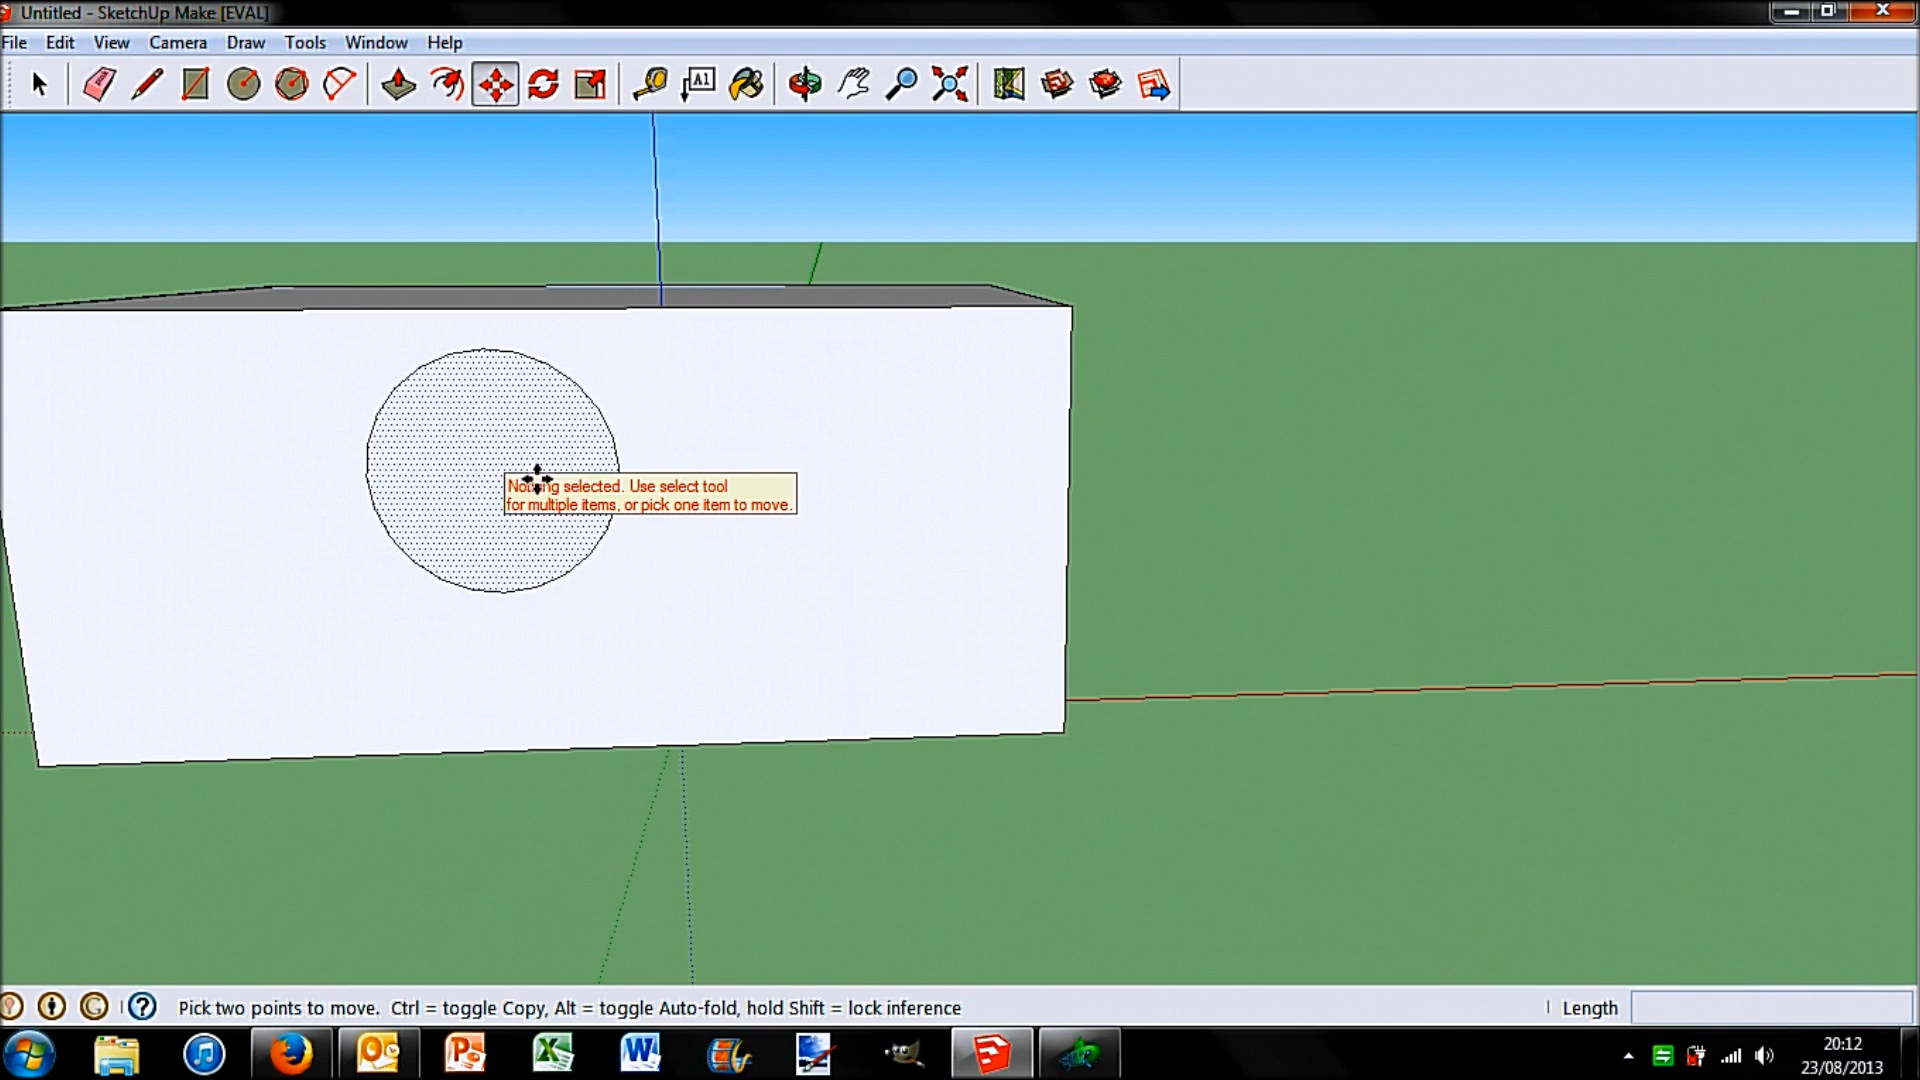 Untitled - SketchUp Make [EVAL]
File Edit View Camera Draw Tools Window Help
A1
selected. Use select tool
for multiple items, or pick one item to move.
Pick two points to move. Ctrl = toggle Copy, Alt = toggle Auto-fold, hold Shift = lock inference
Length
20:12
23/08/2013